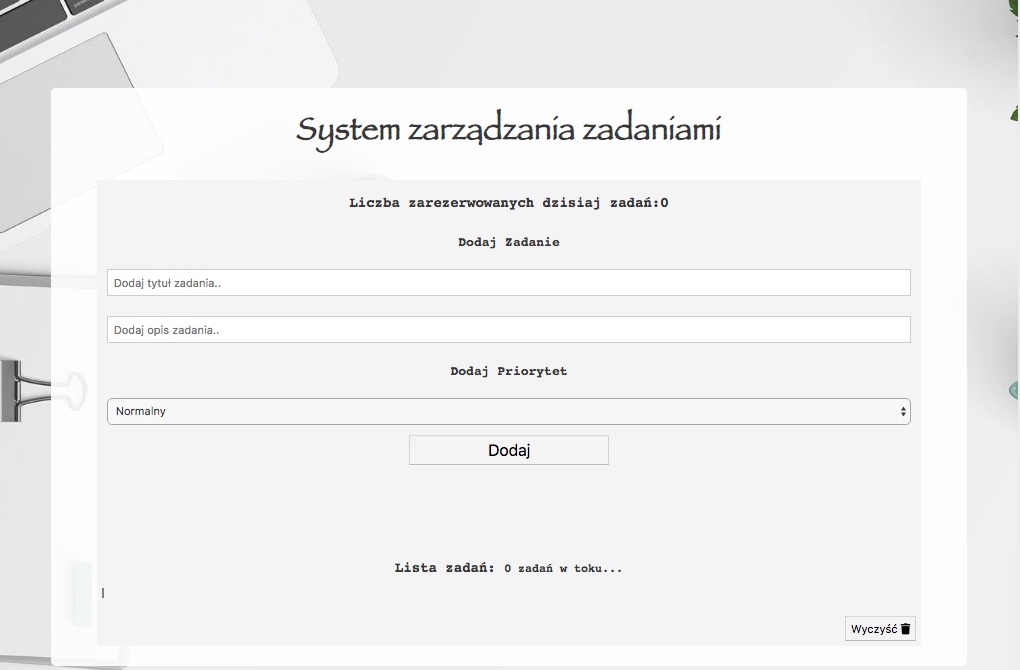 System zarządzania zadaniami
Liczba zarezerwowanych dzisiaj zadań:0
Dodaj Zadanie
Dodaj tytuł zadania..
Dodaj opis zadania..
Dodaj Priorytet
Normalny
Dodaj
Lista zadań: 0 zadań w toku...
Wyczyść